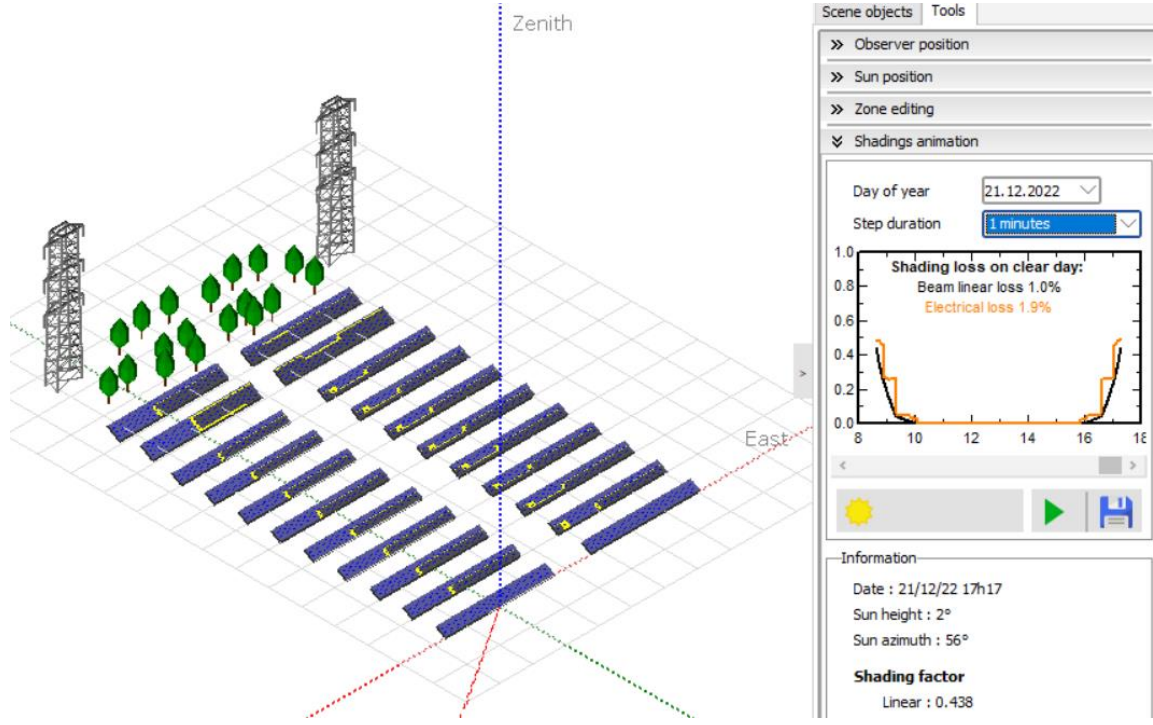 Zenith
East
Scene objects Tools
Observer position
Sun position
Zone editing
Shadings animation
Day of year 21.12.2022
Step duration 1 minutes
1.0
0.8
0.6
0.4
0.2
0.0
Shading loss on clear day:
Beam linear loss 1.0%
Electrical loss 1.9%
8 10 12 14 16 18
Information
Date : 21/12/22 17h17
Sun height : 2°
Sun azimuth : 56°
Shading factor
Linear : 0.438